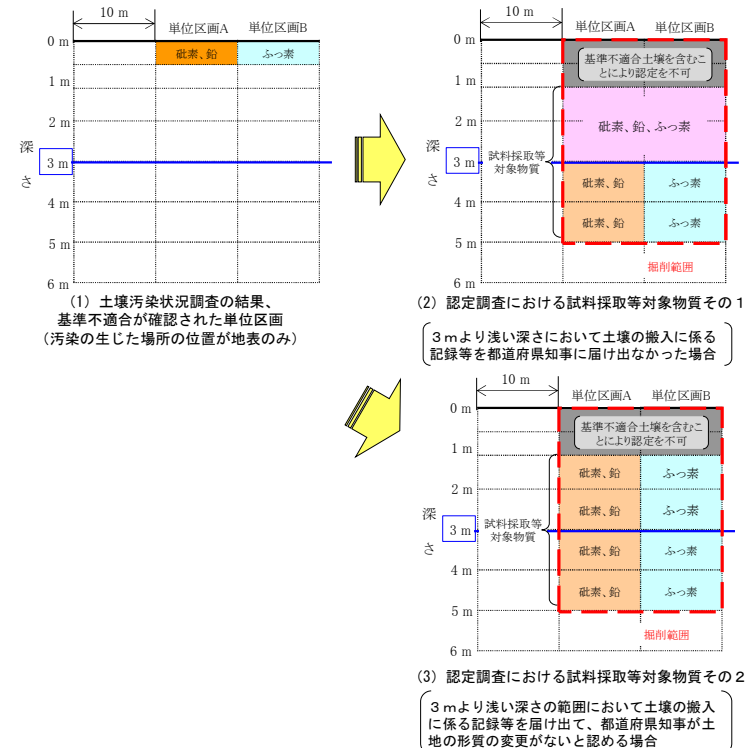 10 m
単位区画A 単位区画B
0 m
砒素、鉛 ふっ素
1 m
2 m
深さ
3 m
4 m
5 m
6 m
(1) 土壌汚染状況調査の結果、
基準不適合が確認された単位区画
(汚染の生じた場所の位置が地表のみ)
10 m
単位区画A 単位区画B
0 m
基準不適合土壌を含むこ
とにより認定を不可
1 m
2 m
砒素、鉛、ふっ素
深さ
3 m
試料採取等
対象物質
砒素、鉛 ふっ素
4 m
砒素、鉛 ふっ素
5 m
掘削範囲
6 m
(2) 認定調査における試料採取等対象物質その1
3mより浅い深さにおいて土壌の搬入に係る
記録等を都道府県知事に届け出なかった場合
10 m
単位区画A 単位区画B
0 m
基準不適合土壌を含むこ
とにより認定を不可
1 m
砒素、鉛 ふっ素
2 m
砒素、鉛 ふっ素
深さ
3 m
試料採取等
対象物質
砒素、鉛 ふっ素
4 m
砒素、鉛 ふっ素
5 m
掘削範囲
6 m
(3) 認定調査における試料採取等対象物質その2
3mより浅い深さの範囲において土壌の搬入
に係る記録等を届け出て、都道府県知事が土
地の形質の変更がないと認める場合